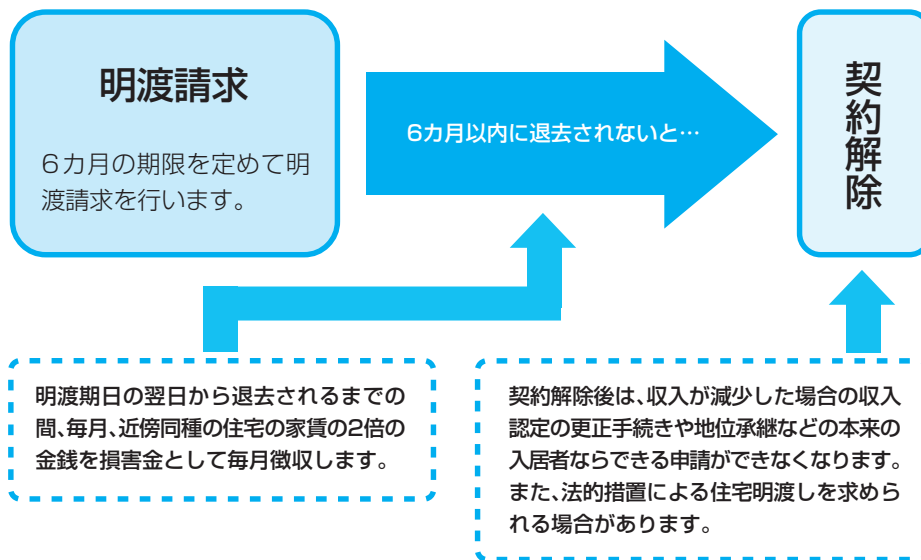 明渡請求
6カ月の期限を定めて明
渡請求を行います。
6カ月以内に退去されないと…
契約解除
明渡期日の翌日から退去されるまでの
間、毎月、近傍同種の住宅の家賃の2倍の
金銭を損害金として毎月徴収します。
契約解除後は、収入が減少した場合の収入
認定の更正手続きや地位承継などの本来の
入居者ならできる申請ができなくなります。
また、法的措置による住宅明渡しを求めら
れる場合があります。